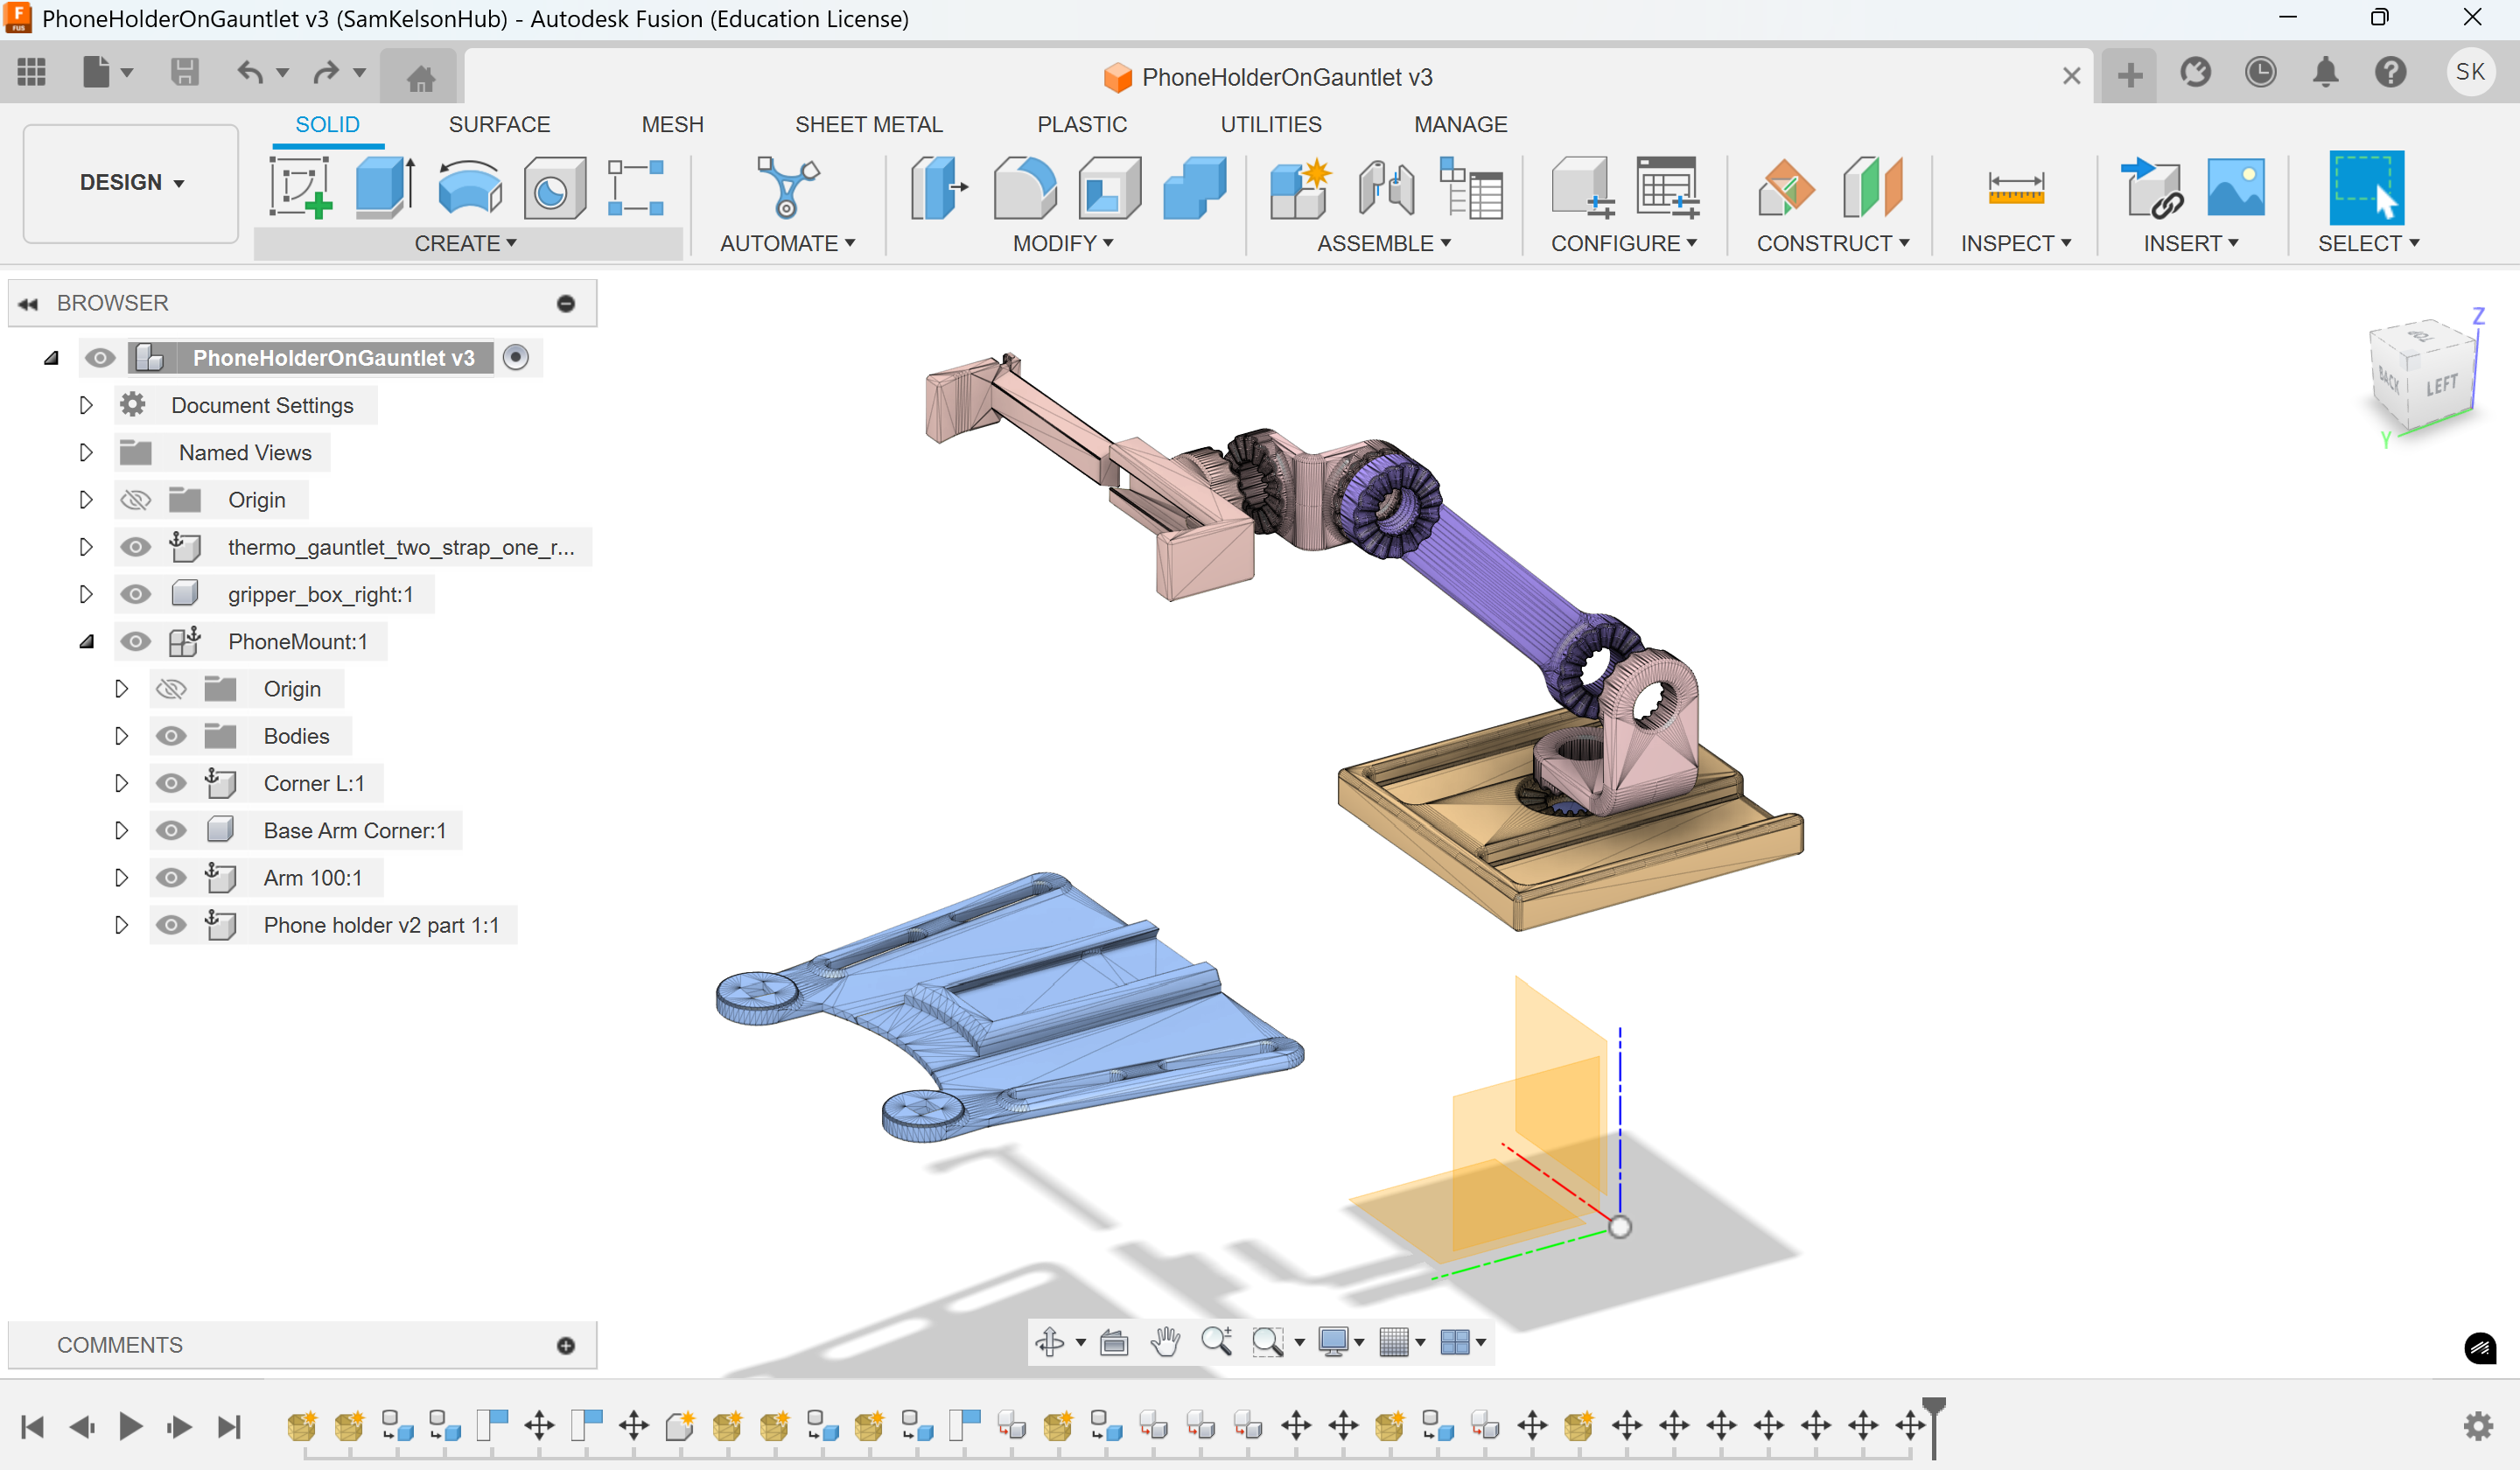 PhoneHolderOnGauntlet v3 (SamKelsonHub) - Autodesk Fusion (Education License)
PhoneHolderOnGauntlet v3
SK
SOLID SURFACE MESH SHEET METAL PLASTIC UTILITIES MANAGE
DESIGN
CREATE AUTOMATE MODIFY ASSEMBLE CONFIGURE CONSTRUCT INSPECT INSERT SELECT
BROWSER
PhoneHolderOnGauntlet v3
Document Settings
Named Views
Origin
thermo_gauntlet_two_strap_one_r...
gripper_box_right:1
PhoneMount:1
Origin
Bodies
Corner L:1
Base Arm Corner:1
Arm 100:1
Phone holder v2 part 1:1
Z
BACK
LEFT
Y
COMMENTS